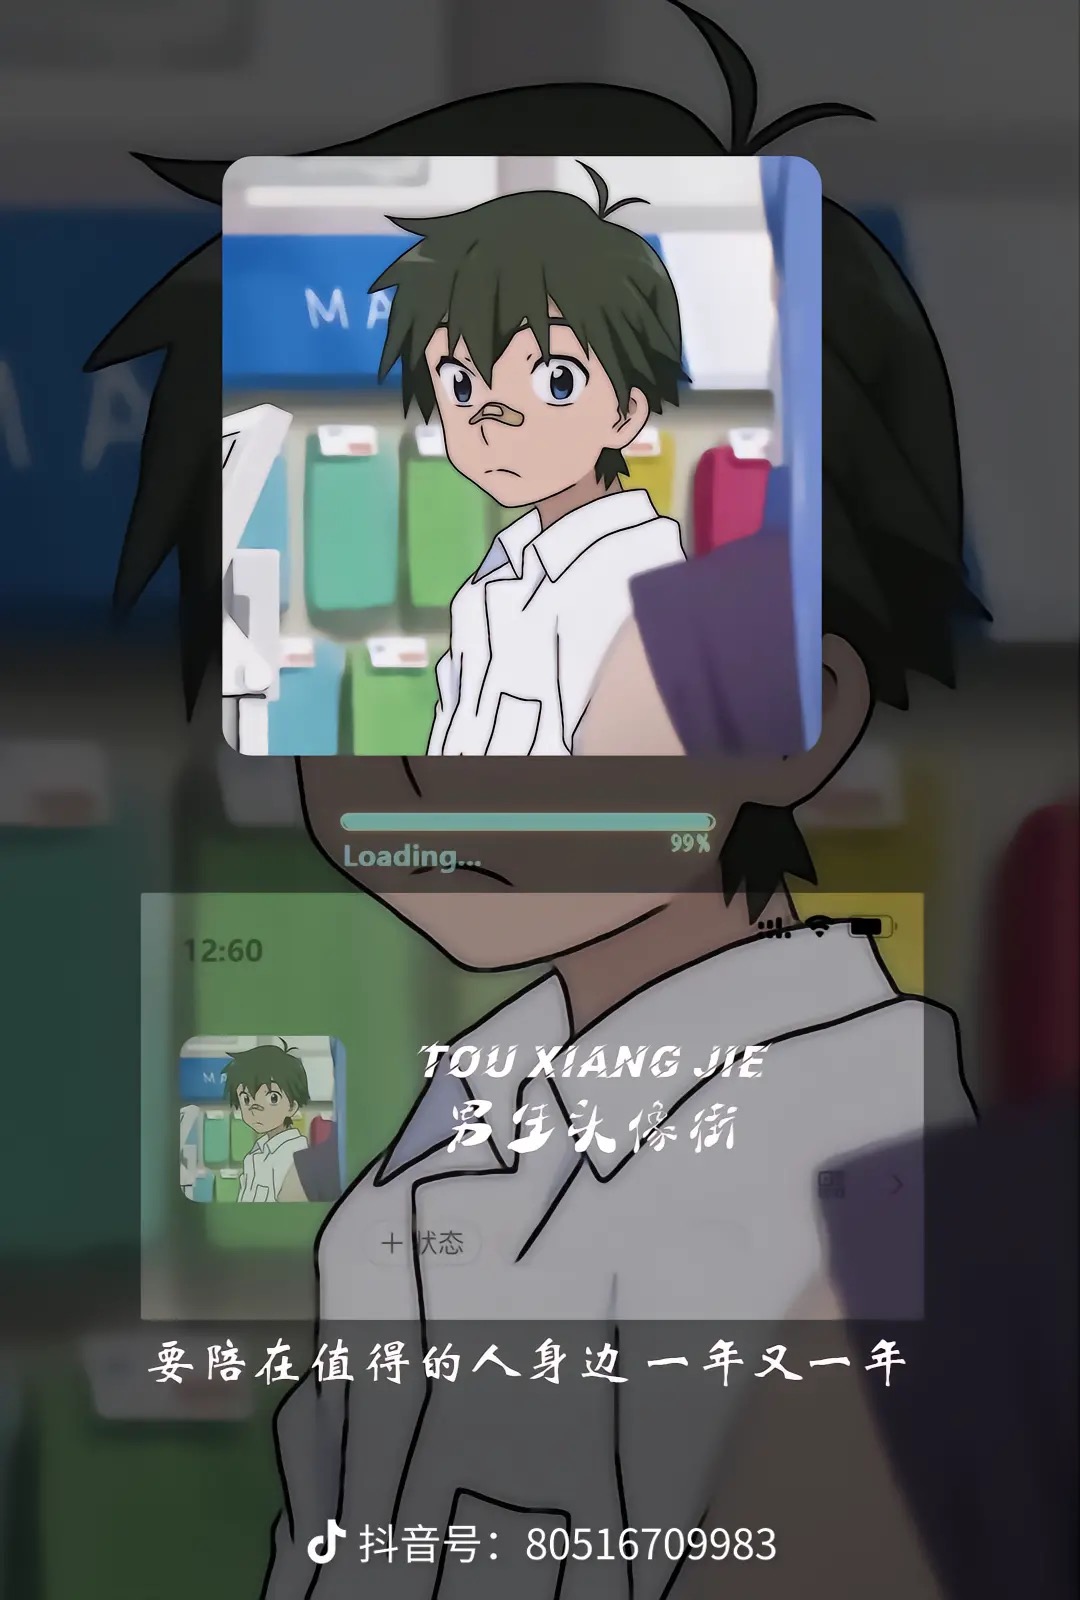 MA
Loading...
99%
12:60
TOU XIANG JIE
男生头像街
+ 状态
要陪在值得的人身边 一年又一年
抖音号：80516709983